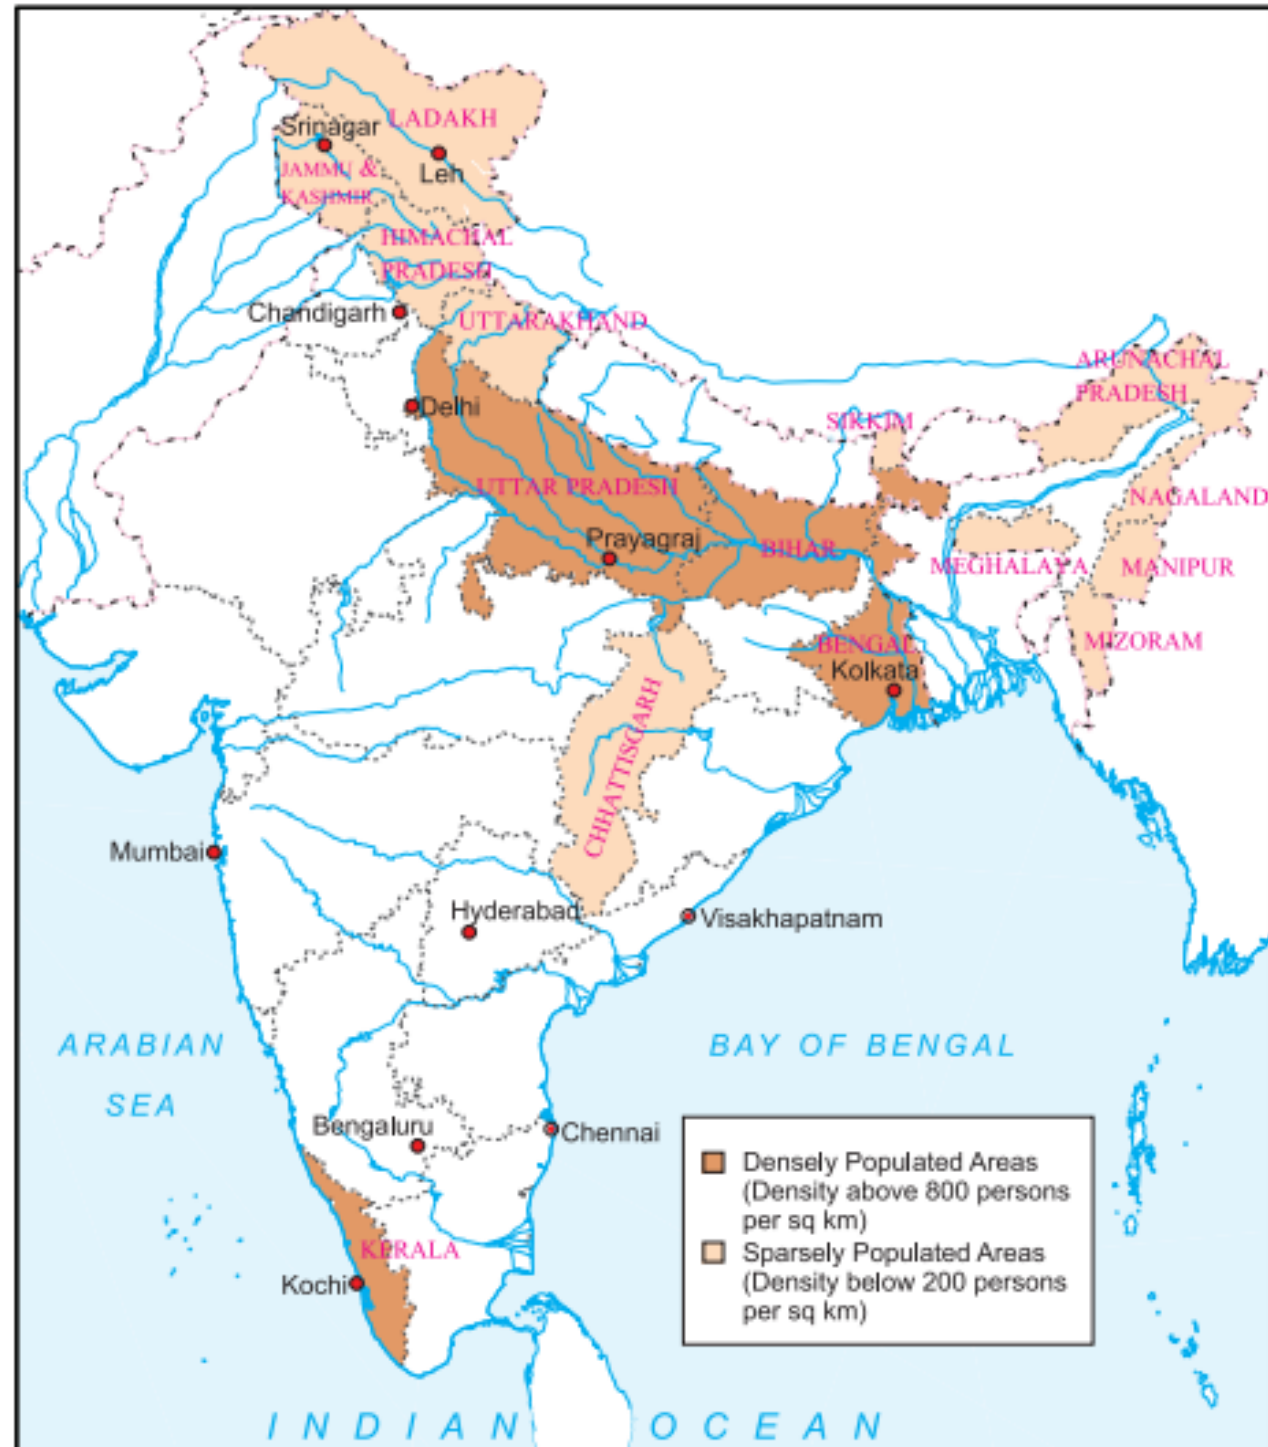 LADAKH
Srinagar
Leh
JAMMU &
KASHMIR
HIMACHAL
PRADESH
Chandigarh
UTTARAKHAND
ARUNACHAL
PRADESH
Delhi
SIKKIM
UTTAR PRADESH
NAGALAND
Prayagraj
BIHAR
MEGHALAYA
MANIPUR
BENGAL
MIZORAM
Kolkata
CHHATTISGARH
Mumbai
Hyderabad
Visakhapatnam
ARABIAN
SEA
BAY OF BENGAL
Bengaluru
Chennai
Densely Populated Areas
(Density above 800 persons
per sq km)
Sparsely Populated Areas
(Density below 200 persons
per sq km)
KERALA
Kochi
INDIAN OCEAN